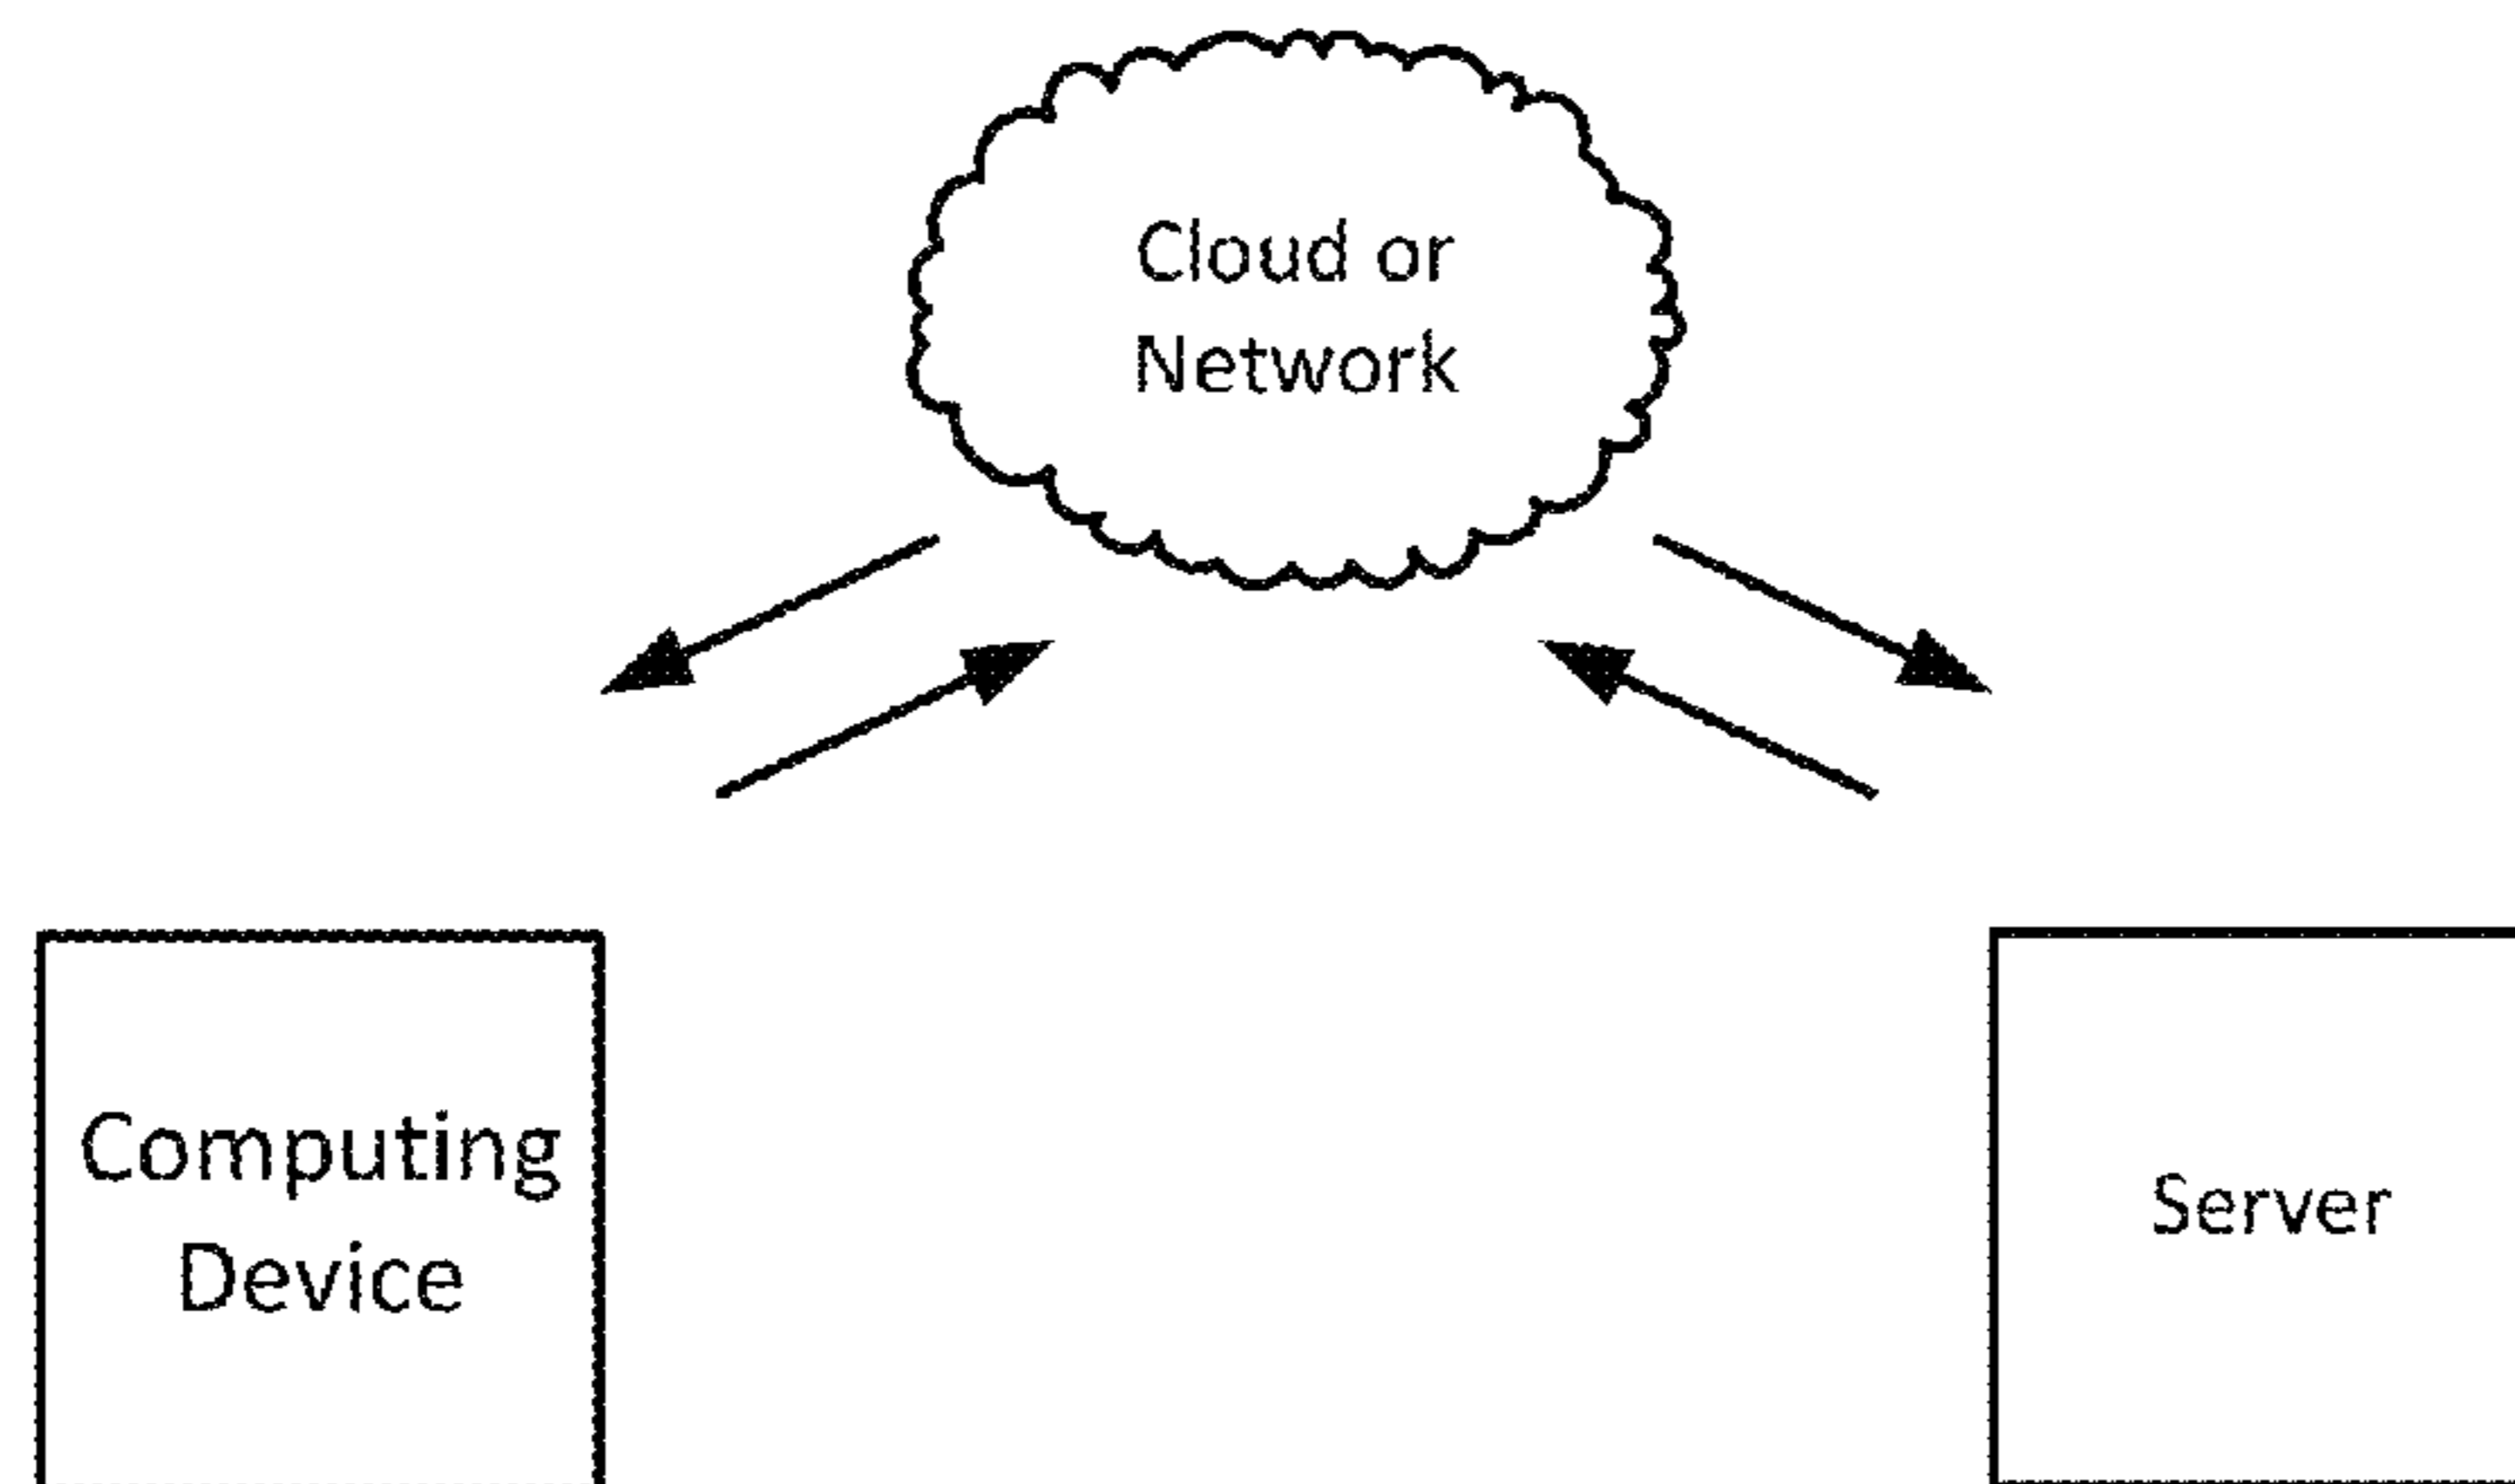 Cloud or
Network
Computing
Device
Server